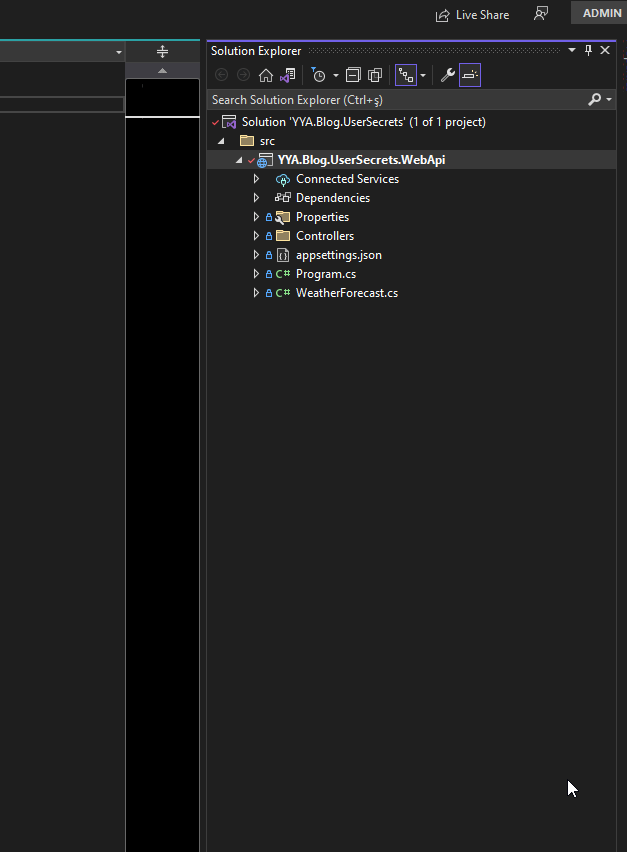 Live Share
ADMIN
Solution Explorer
Search Solution Explorer (Ctrl+ş)
Solution 'YYA.Blog.UserSecrets' (1 of 1 project)
src
YYA.Blog.UserSecrets.WebApi
Connected Services
Dependencies
Properties
Controllers
appsettings.json
C# Program.cs
C# WeatherForecast.cs